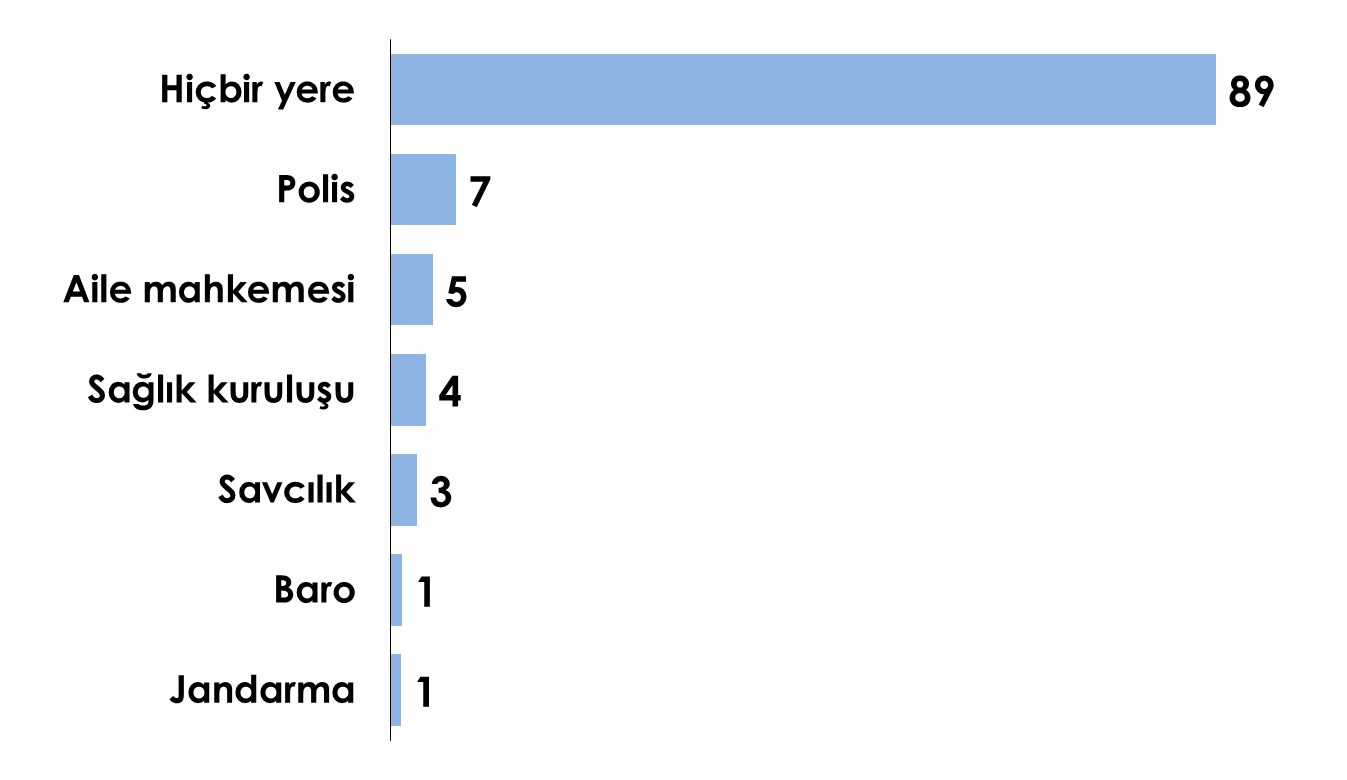 Hiçbir yere 89
Polis 7
Aile mahkemesi 5
Sağlık kuruluşu 4
Savcılık 3
Baro 1
Jandarma 1